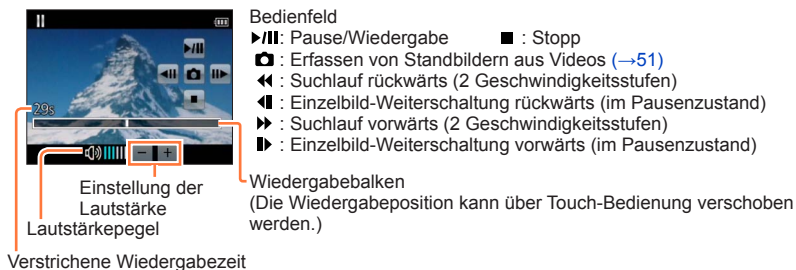 Bedienfeld
▶/II: Pause/Wiedergabe ■ : Stopp
: Erfassen von Standbildern aus Videos (→51)
◀◀ : Suchlauf rückwärts (2 Geschwindigkeitsstufen)
◀II : Einzelbild-Weiterschaltung rückwärts (im Pausenzustand)
▶▶ : Suchlauf vorwärts (2 Geschwindigkeitsstufen)
II▶ : Einzelbild-Weiterschaltung vorwärts (im Pausenzustand)
29s
− +
Wiedergabebalken
(Die Wiedergabeposition kann über Touch-Bedienung verschoben
werden.)
Einstellung der
Lautstärke
Lautstärkepegel
Verstrichene Wiedergabezeit